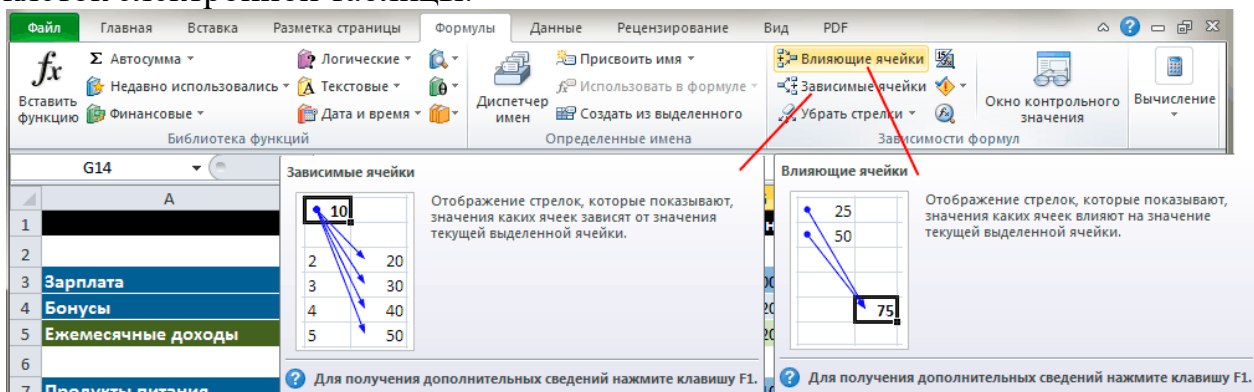 клеток электронной таблицы.
Файл Главная Вставка Разметка страницы Формулы Данные Рецензирование Вид PDF
fx Σ Автосумма Логические Присвоить имя Влияющие ячейки
Недавно использовались Текстовые Использовать в формуле Зависимые ячейки
Вставить функцию Финансовые Дата и время Диспетчер имен Создать из выделенного Убрать стрелки Окно контрольного значения Вычисление
Библиотека функций Определенные имена Зависимости формул
G14
Зависимые ячейки
Отображение стрелок, которые показывают,
значения каких ячеек зависят от значения
текущей выделенной ячейки.
10
2 20
3 30
4 40
5 50
Для получения дополнительных сведений нажмите клавишу F1.
Влияющие ячейки
Отображение стрелок, которые показывают,
значения каких ячеек влияют на значение
текущей выделенной ячейки.
25
50
75
Для получения дополнительных сведений нажмите клавишу F1.
A
1
2
3 Зарплата
4 Бонусы
5 Ежемесячные доходы
6
7 Продукты питания